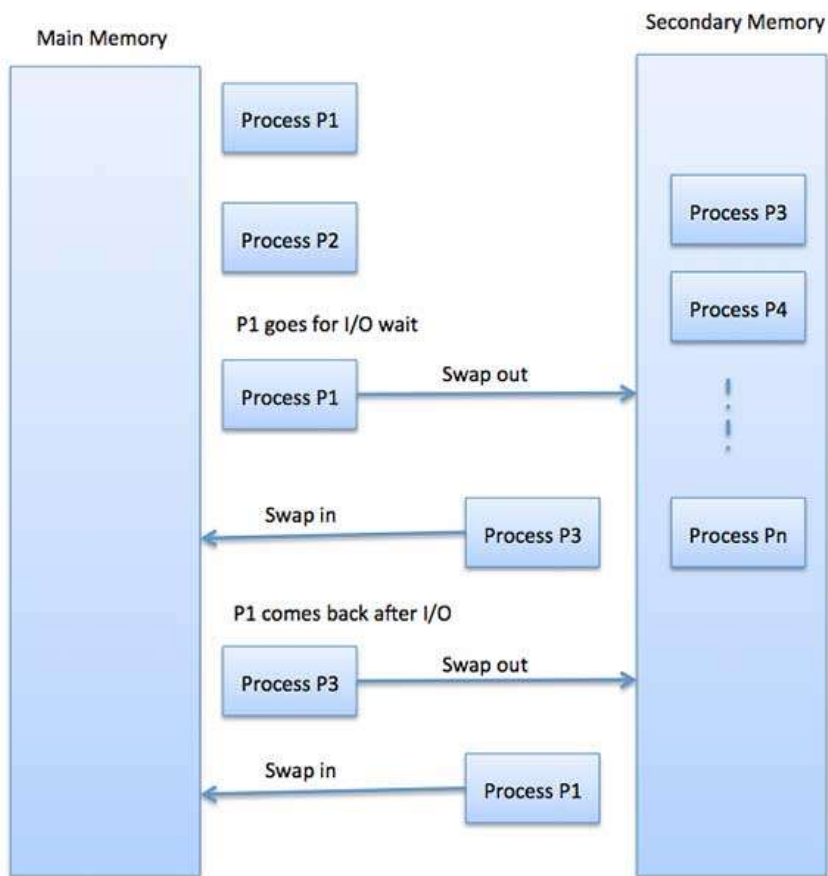 Main Memory
Secondary Memory
Process P1
Process P3
Process P2
Process P4
P1 goes for I/O wait
Process P1
Swap out
Swap in
Process P3
Process Pn
P1 comes back after I/O
Process P3
Swap out
Swap in
Process P1